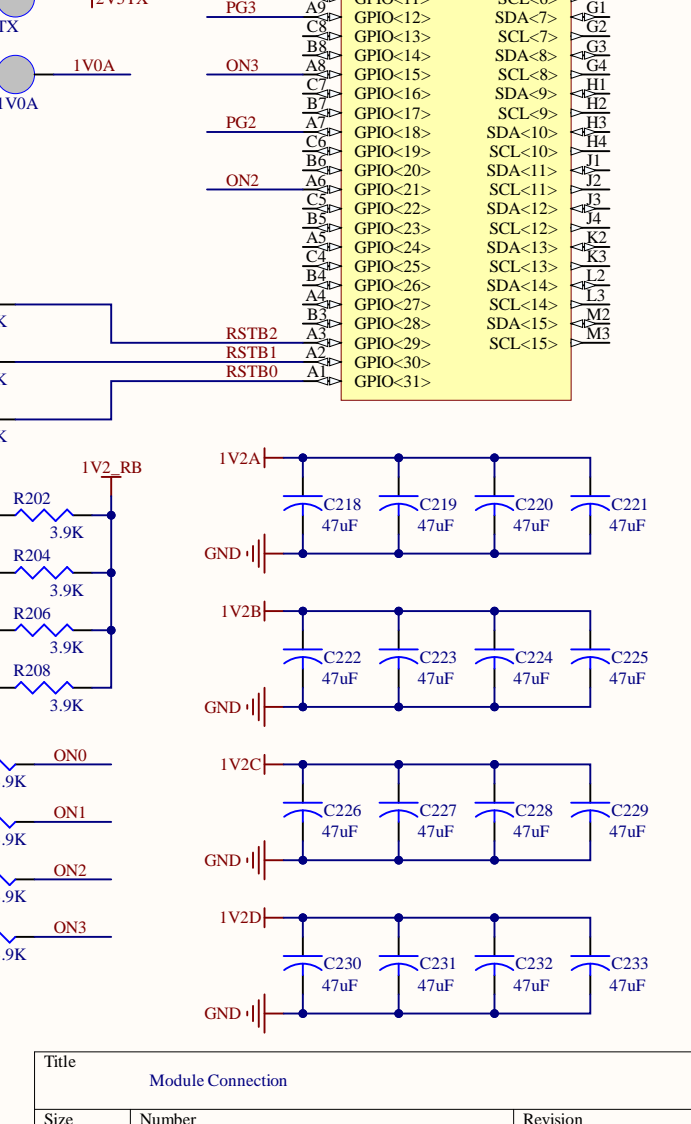 2V5TX
TX
1V0A
1V0A
PG3
ON3
PG2
ON2
RSTB2
RSTB1
RSTB0
A9
C8
B8
A8
C7
B7
A7
C6
B6
A6
C5
B5
A5
C4
B4
A4
B3
A3
A2
A1
GPIO<12>
GPIO<13>
GPIO<14>
GPIO<15>
GPIO<16>
GPIO<17>
GPIO<18>
GPIO<19>
GPIO<20>
GPIO<21>
GPIO<22>
GPIO<23>
GPIO<24>
GPIO<25>
GPIO<26>
GPIO<27>
GPIO<28>
GPIO<29>
GPIO<30>
GPIO<31>
SDA<7>
SCL<7>
SDA<8>
SCL<8>
SDA<9>
SCL<9>
SDA<10>
SCL<10>
SDA<11>
SCL<11>
SDA<12>
SCL<12>
SDA<13>
SCL<13>
SDA<14>
SCL<14>
SDA<15>
SCL<15>
G1
G2
G3
G4
H1
H2
H3
H4
J1
J2
J3
J4
K2
K3
L2
L3
M2
M3
K
K
K
1V2_RB
R202
3.9K
R204
3.9K
R206
3.9K
R208
3.9K
ON0
.9K
ON1
.9K
ON2
.9K
ON3
.9K
1V2A
C218 C219 C220 C221
47uF 47uF 47uF 47uF
GND
1V2B
C222 C223 C224 C225
47uF 47uF 47uF 47uF
GND
1V2C
C226 C227 C228 C229
47uF 47uF 47uF 47uF
GND
1V2D
C230 C231 C232 C233
47uF 47uF 47uF 47uF
GND
Title
Module Connection
Size Number Revision